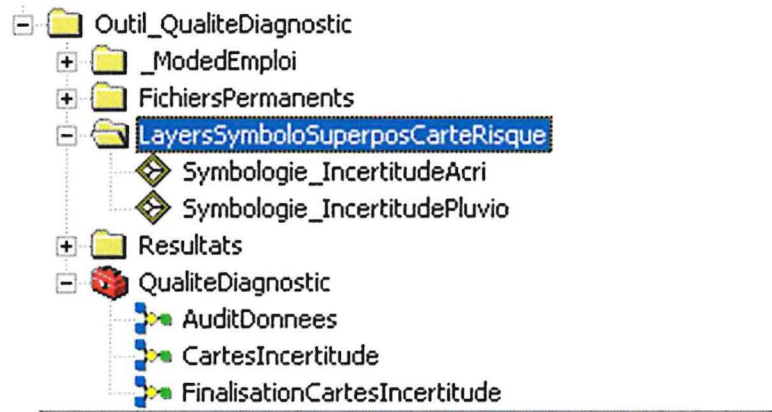 Outil_QualiteDiagnostic
_ModedEmploi
FichiersPermanents
LayersSymboloSuperposCarteRisque
Symbologie_IncertitudeAcri
Symbologie_IncertitudePluvio
Resultats
QualiteDiagnostic
AuditDonnees
CartesIncertitude
FinalisationCartesIncertitude